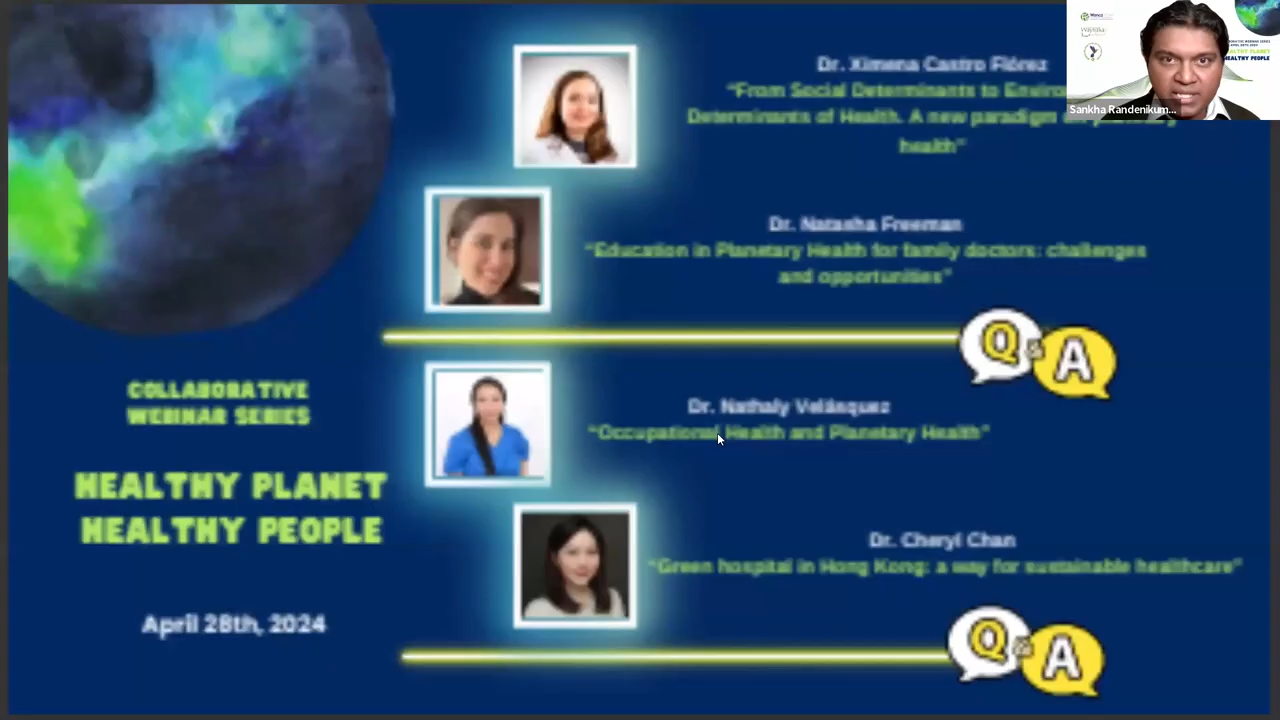 Dr. Ximena Castro Flórez
“From Social Determinants to
Determinants of Health. A new paradigm
health”
Dr. Natasha Freeman
“Education in Planetary Health for family doctors: challenges
and opportunities”
Q & A
Dr. Nathaly Velásquez
“Occupational Health and Planetary Health”
Dr. Cheryl Chan
“Green hospital in Hong Kong: a way for sustainable healthcare”
Q & A
COLLABORATIVE
WEBINAR SERIES
HEALTHY PLANET
HEALTHY PEOPLE
April 28th, 2024
Sankha Randenikum...
HEALTHY PEOPLE